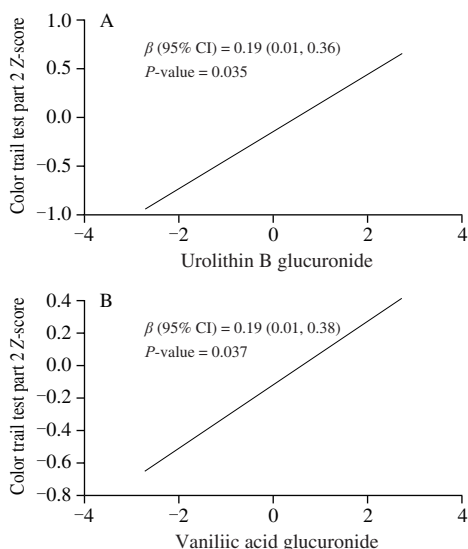 A
β (95% CI) = 0.19 (0.01, 0.36)
P-value = 0.035
Color trail test part 2 Z-score
1.0
0.5
0.0
−0.5
−1.0
−4
−2
0
2
4
Urolithin B glucuronide
B
β (95% CI) = 0.19 (0.01, 0.38)
P-value = 0.037
Color trail test part 2 Z-score
0.4
0.2
0.0
−0.2
−0.4
−0.6
−0.8
−4
−2
0
2
4
Vaniliic acid glucuronide